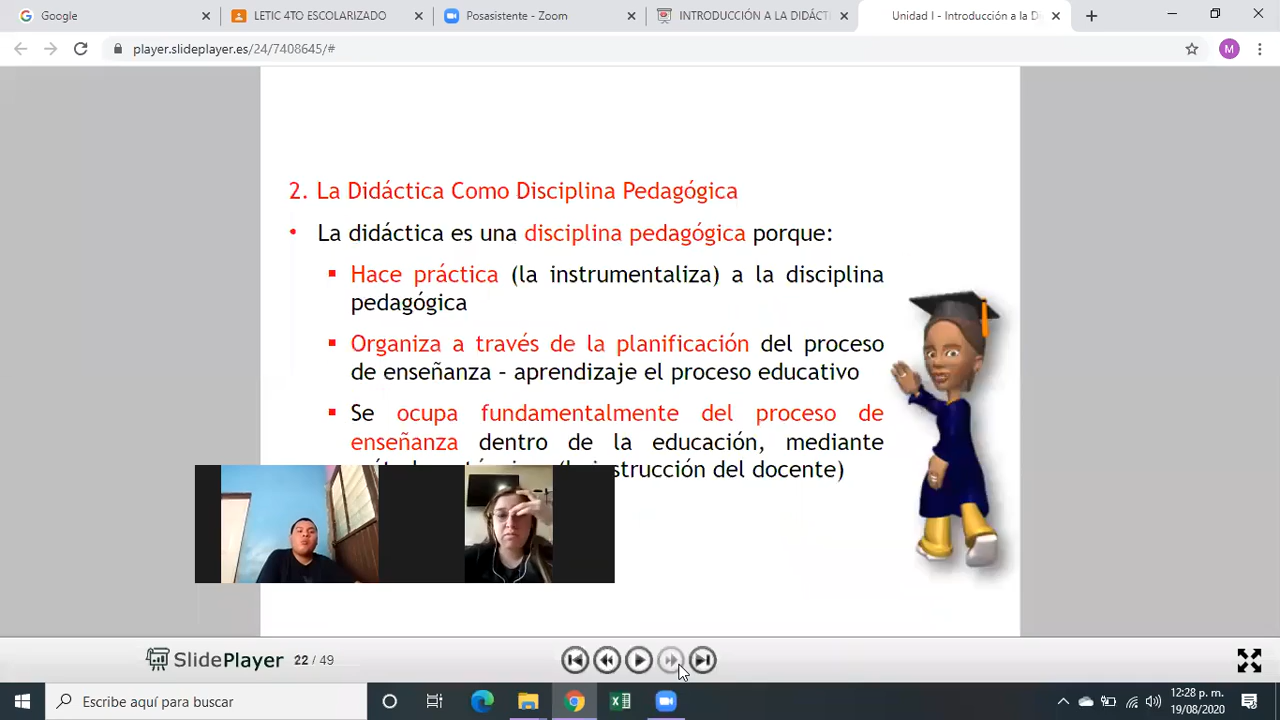 Google
LETIC 4TO ESCOLARIZADO
Posasistente - Zoom
INTRODUCCIÓN A LA DIDÁCT
Unidad I - Introducción a la D
player.slideplayer.es/24/7408645/#
M
2. La Didáctica Como Disciplina Pedagógica
• La didáctica es una disciplina pedagógica porque:
▪ Hace práctica (la instrumentaliza) a la disciplina
pedagógica
▪ Organiza a través de la planificación del proceso
de enseñanza – aprendizaje el proceso educativo
▪ Se ocupa fundamentalmente del proceso de
enseñanza dentro de la educación, mediante
instrucción del docente)
SlidePlayer 22 / 49
Escribe aquí para buscar
12:28 p. m.
19/08/2020